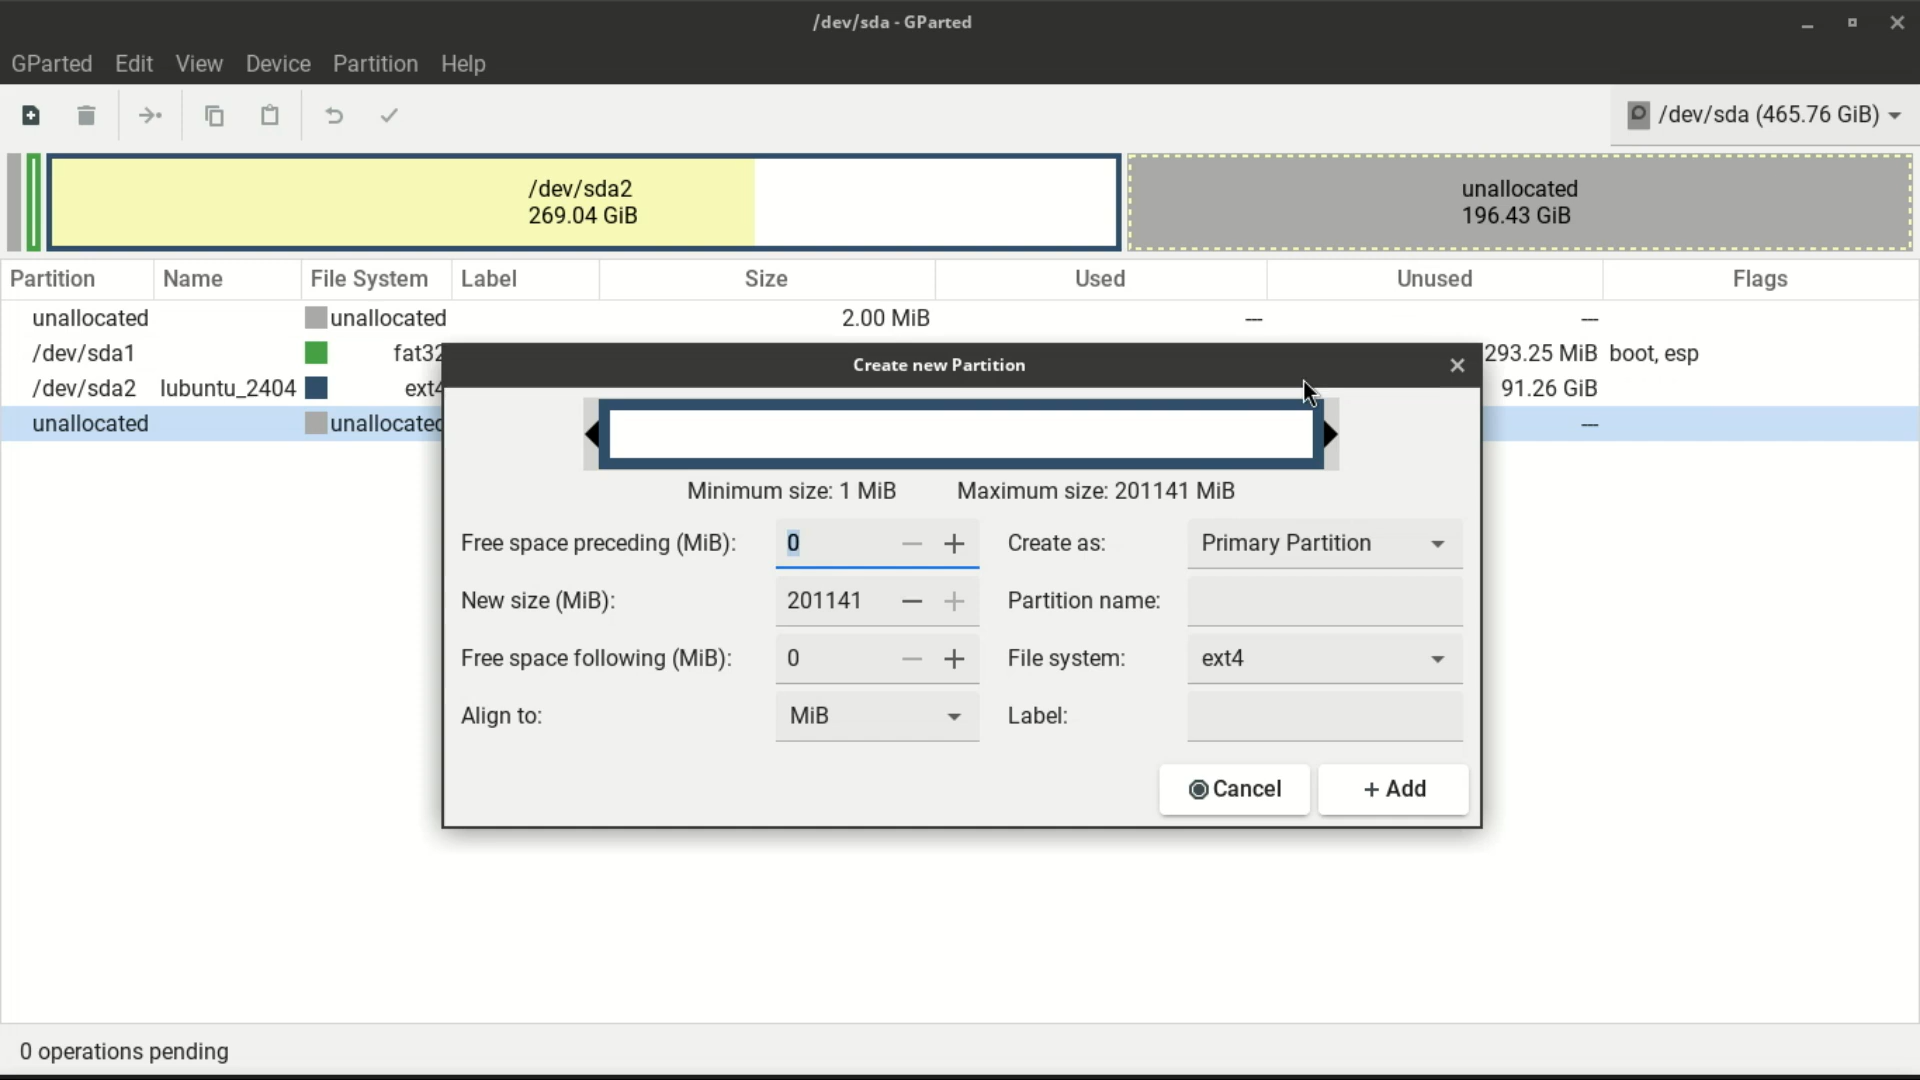 /dev/sda - GParted
GParted Edit View Device Partition Help
/dev/sda (465.76 GiB)
/dev/sda2
269.04 GiB
unallocated
196.43 GiB
Partition Name File System Label Size Used Unused Flags
unallocated unallocated 2.00 MiB --- ---
/dev/sda1 fat32 293.25 MiB boot, esp
/dev/sda2 lubuntu_2404 ext4 91.26 GiB
unallocated unallocated ---
Create new Partition
Minimum size: 1 MiB Maximum size: 201141 MiB
Free space preceding (MiB): 0 Create as: Primary Partition
New size (MiB): 201141 Partition name:
Free space following (MiB): 0 File system: ext4
Align to: MiB Label:
Cancel + Add
0 operations pending